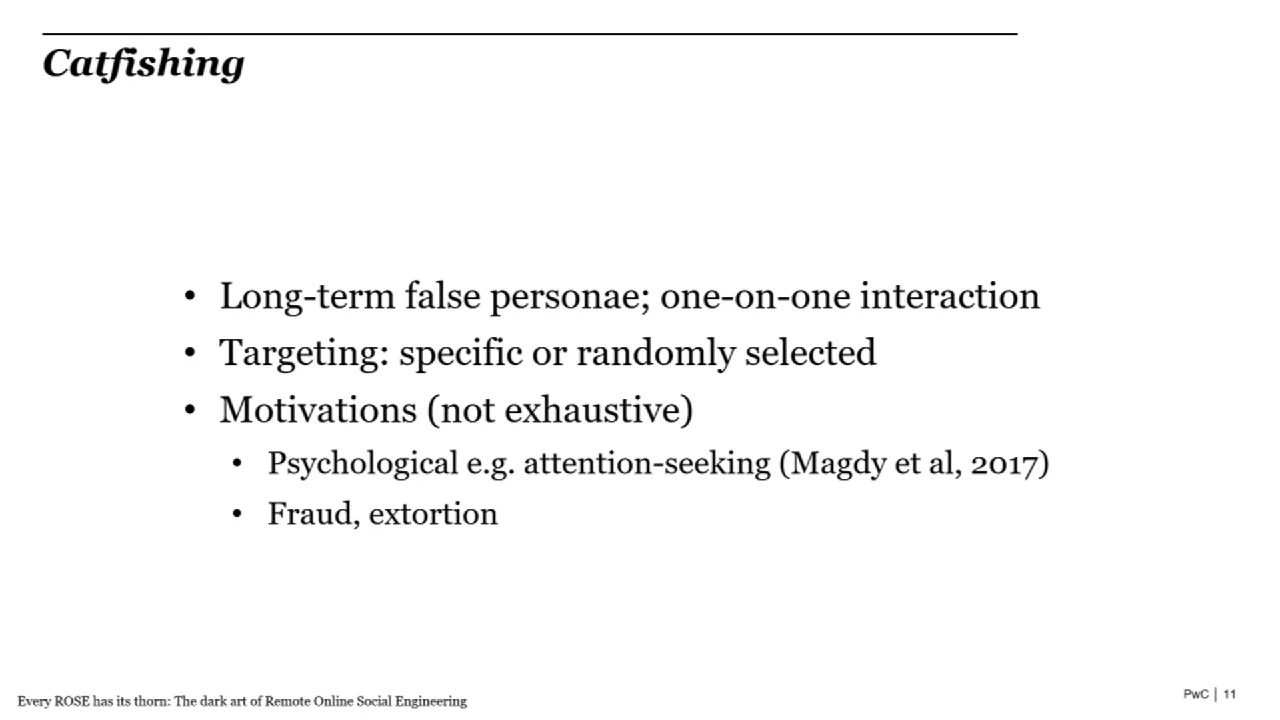 Catfishing
• Long-term false personae; one-on-one interaction
• Targeting: specific or randomly selected
• Motivations (not exhaustive)
• Psychological e.g. attention-seeking (Magdy et al, 2017)
• Fraud, extortion
Every ROSE has its thorn: The dark art of Remote Online Social Engineering
PwC | 11